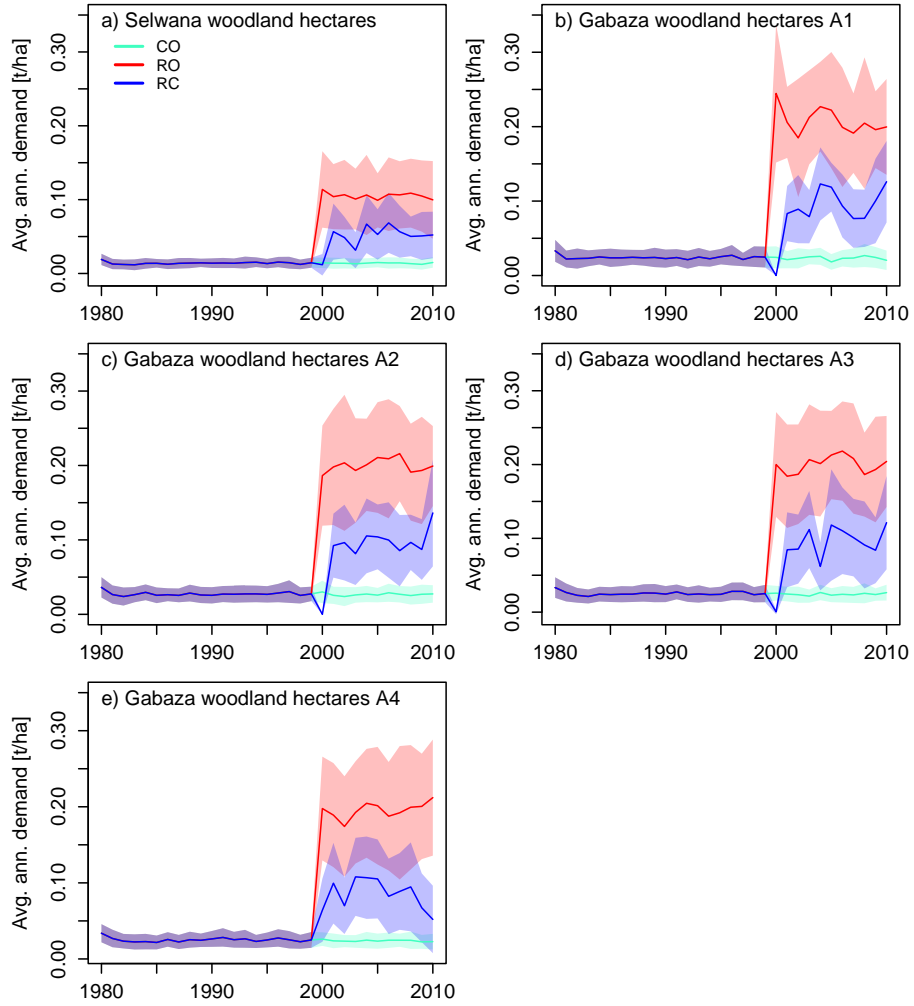 a) Selwana woodland hectares
CO
RO
RC
Avg. ann. demand [t/ha]
0.00 0.10 0.20 0.30
1980 1990 2000 2010
b) Gabaza woodland hectares A1
Avg. ann. demand [t/ha]
0.00 0.10 0.20 0.30
1980 1990 2000 2010
c) Gabaza woodland hectares A2
Avg. ann. demand [t/ha]
0.00 0.10 0.20 0.30
1980 1990 2000 2010
d) Gabaza woodland hectares A3
Avg. ann. demand [t/ha]
0.00 0.10 0.20 0.30
1980 1990 2000 2010
e) Gabaza woodland hectares A4
Avg. ann. demand [t/ha]
0.00 0.10 0.20 0.30
1980 1990 2000 2010